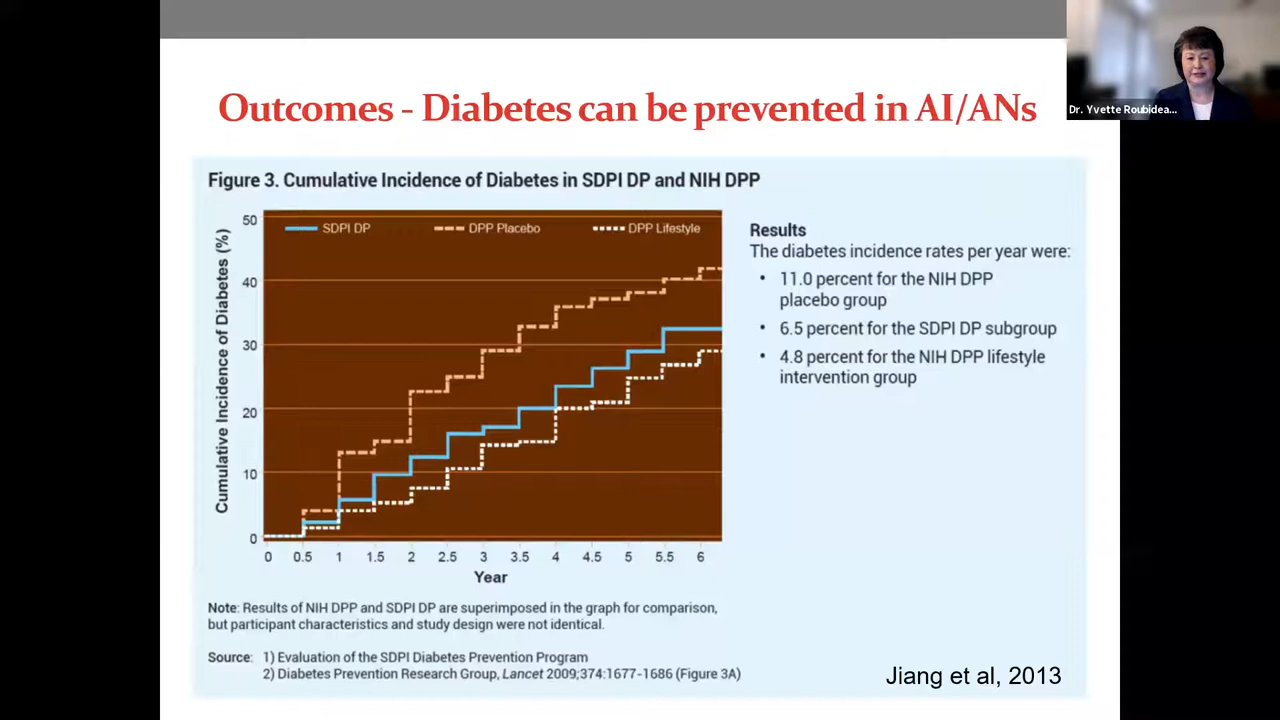 Outcomes - Diabetes can be prevented in AI/ANs
Dr. Yvette Roubidea...
Figure 3. Cumulative Incidence of Diabetes in SDPI DP and NIH DPP
Cumulative Incidence of Diabetes (%)
50
40
30
20
10
0
SDPI DP
DPP Placebo
DPP Lifestyle
0 0.5 1 1.5 2 2.5 3 3.5 4 4.5 5 5.5 6
Year
Results
The diabetes incidence rates per year were:
• 11.0 percent for the NIH DPP
placebo group
• 6.5 percent for the SDPI DP subgroup
• 4.8 percent for the NIH DPP lifestyle
intervention group
Note: Results of NIH DPP and SDPI DP are superimposed in the graph for comparison,
but participant characteristics and study design were not identical.
Source: 1) Evaluation of the SDPI Diabetes Prevention Program
2) Diabetes Prevention Research Group, Lancet 2009;374:1677-1686 (Figure 3A)
Jiang et al, 2013